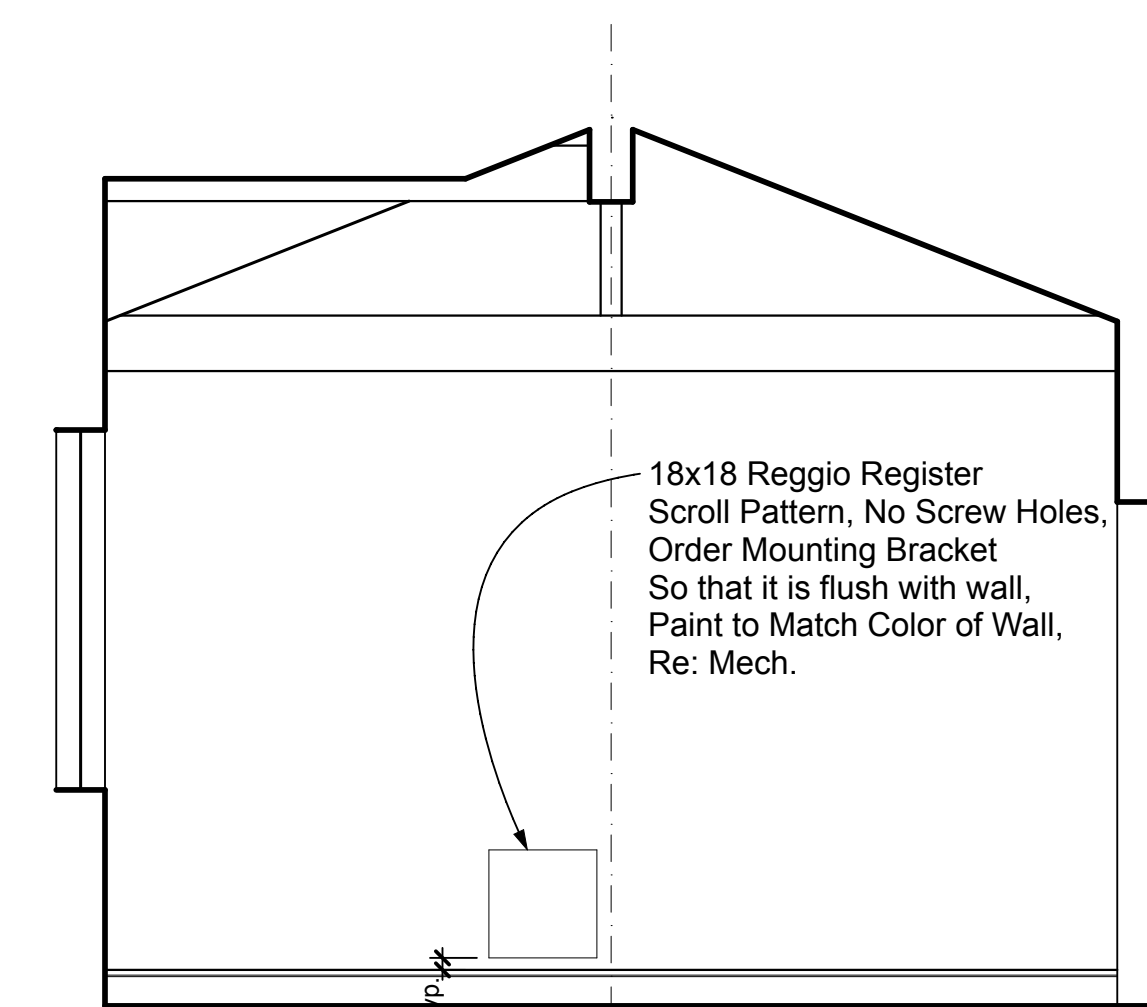 18x18 Reggio Register
Scroll Pattern, No Screw Holes,
Order Mounting Bracket
So that it is flush with wall,
Paint to Match Color of Wall,
Re: Mech.